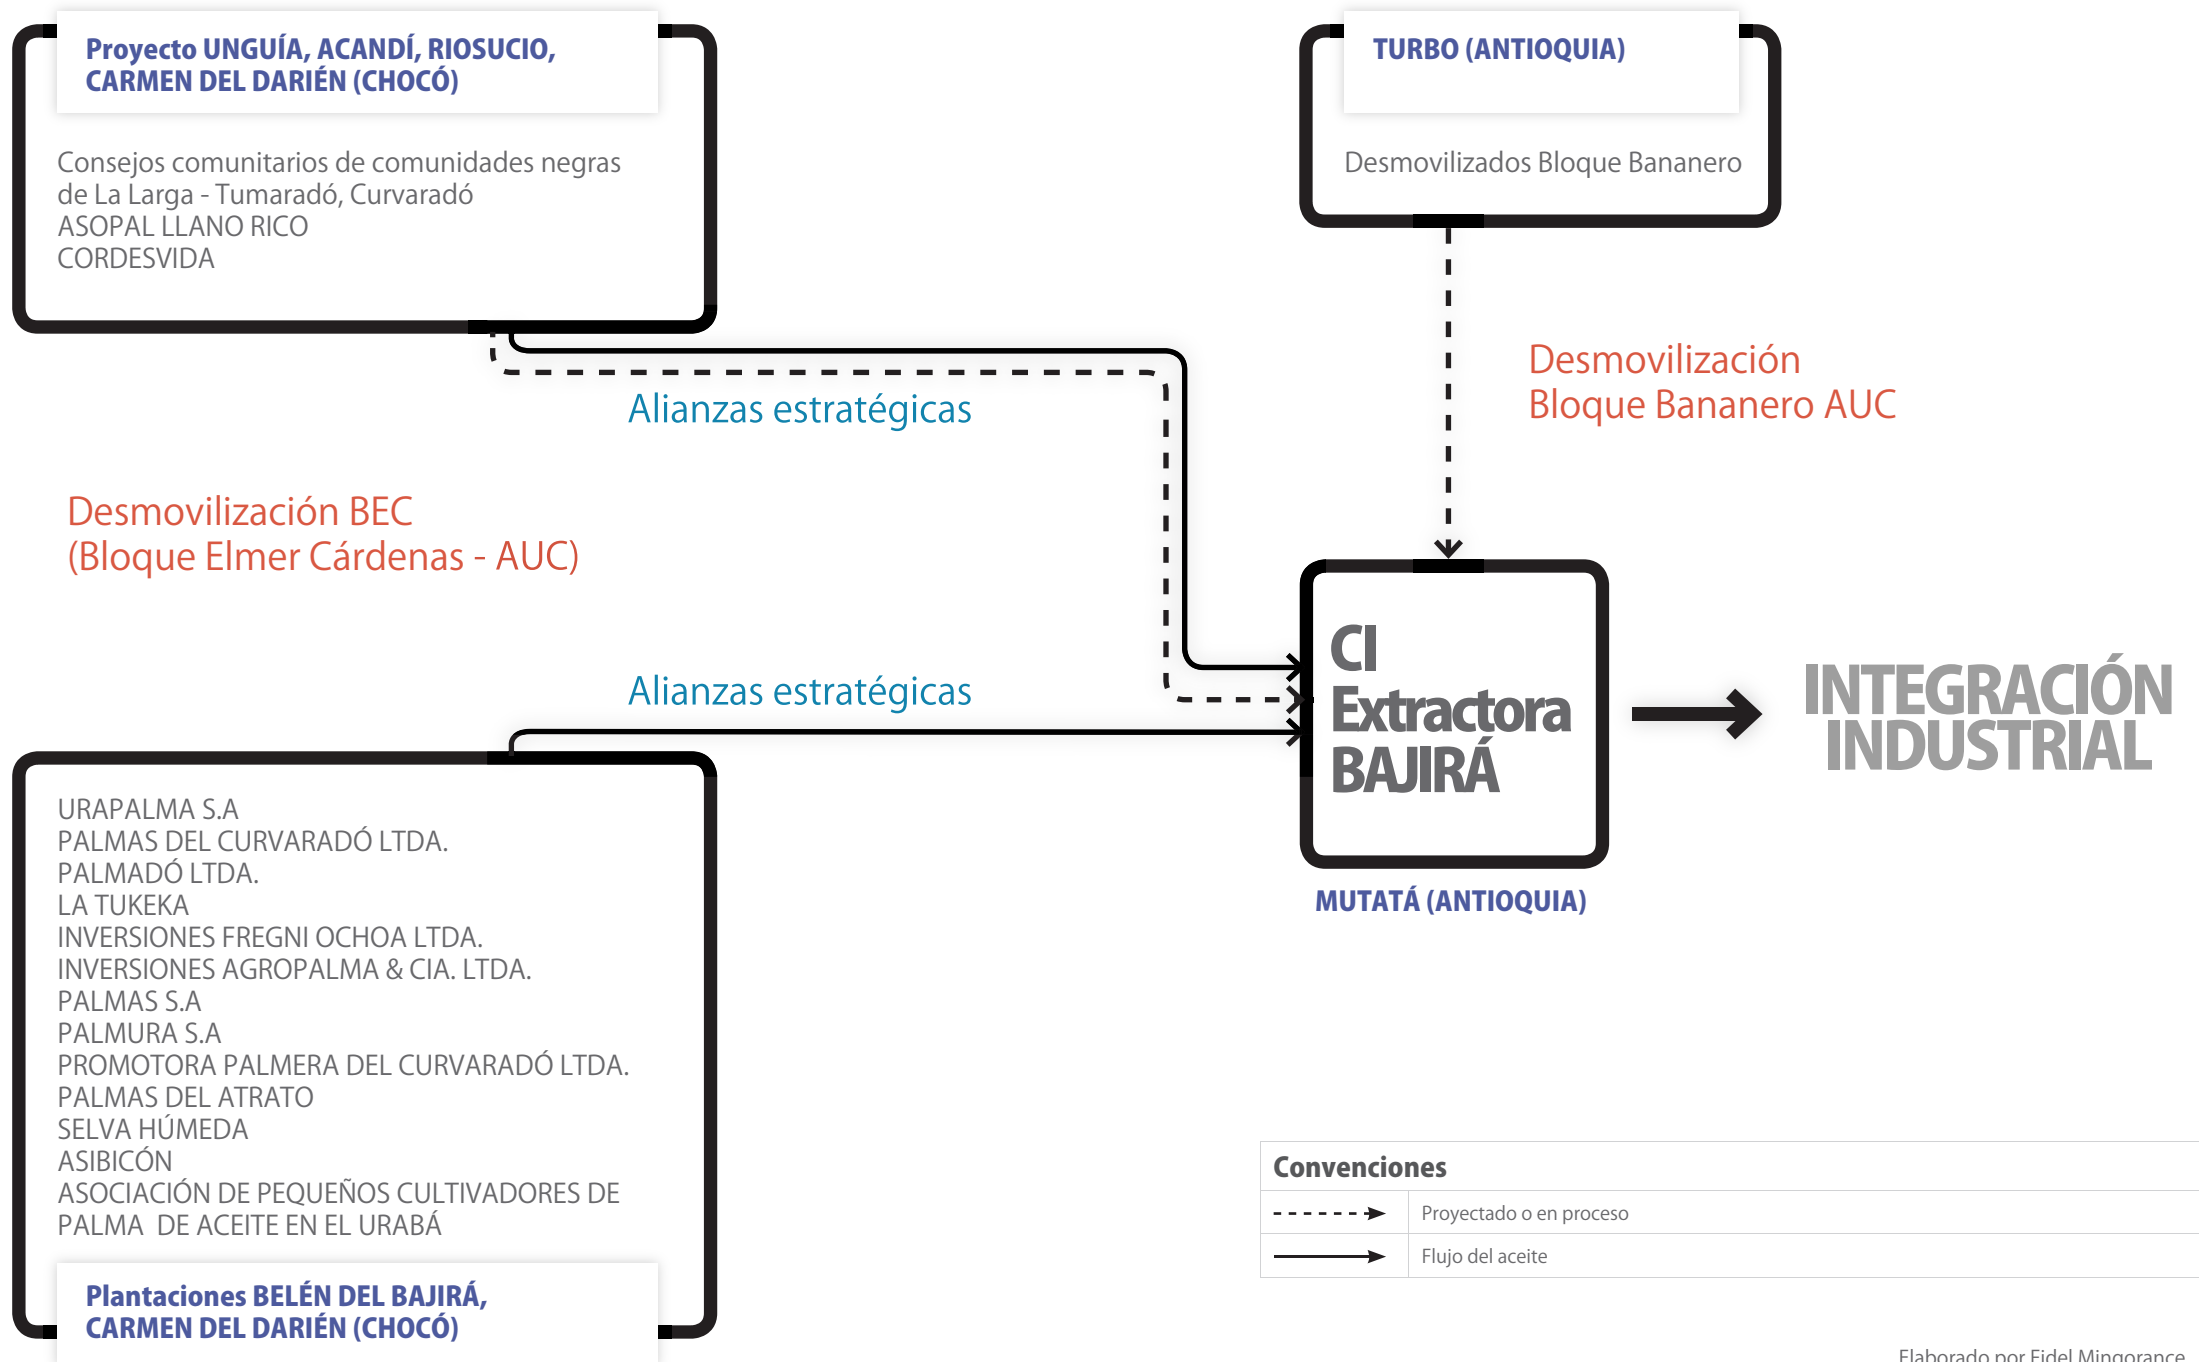 Proyecto UNGUÍA, ACANDÍ, RIOSUCIO,
CARMEN DEL DARIÉN (CHOCÓ)
Consejos comunitarios de comunidades negras
de La Larga - Tumaradó, Curvaradó
ASOPAL LLANO RICO
CORDESVIDA
TURBO (ANTIOQUIA)
Desmovilizados Bloque Bananero
Alianzas estratégicas
Desmovilización
Bloque Bananero AUC
Desmovilización BEC
(Bloque Elmer Cárdenas - AUC)
Alianzas estratégicas
CI
Extractora
BAJIRÁ
MUTATÁ (ANTIOQUIA)
INTEGRACIÓN
INDUSTRIAL
URAPALMA S.A
PALMAS DEL CURVARADÓ LTDA.
PALMADÓ LTDA.
LA TUKEKA
INVERSIONES FREGNI OCHOA LTDA.
INVERSIONES AGROPALMA & CIA. LTDA.
PALMAS S.A
PALMURA S.A
PROMOTORA PALMERA DEL CURVARADÓ LTDA.
PALMAS DEL ATRATO
SELVA HÚMEDA
ASIBICÓN
ASOCIACIÓN DE PEQUEÑOS CULTIVADORES DE
PALMA DE ACEITE EN EL URABÁ
Plantaciones BELÉN DEL BAJIRÁ,
CARMEN DEL DARIÉN (CHOCÓ)
Convenciones
Proyectado o en proceso
Flujo del aceite
Elaborado por Fidel Mingorance